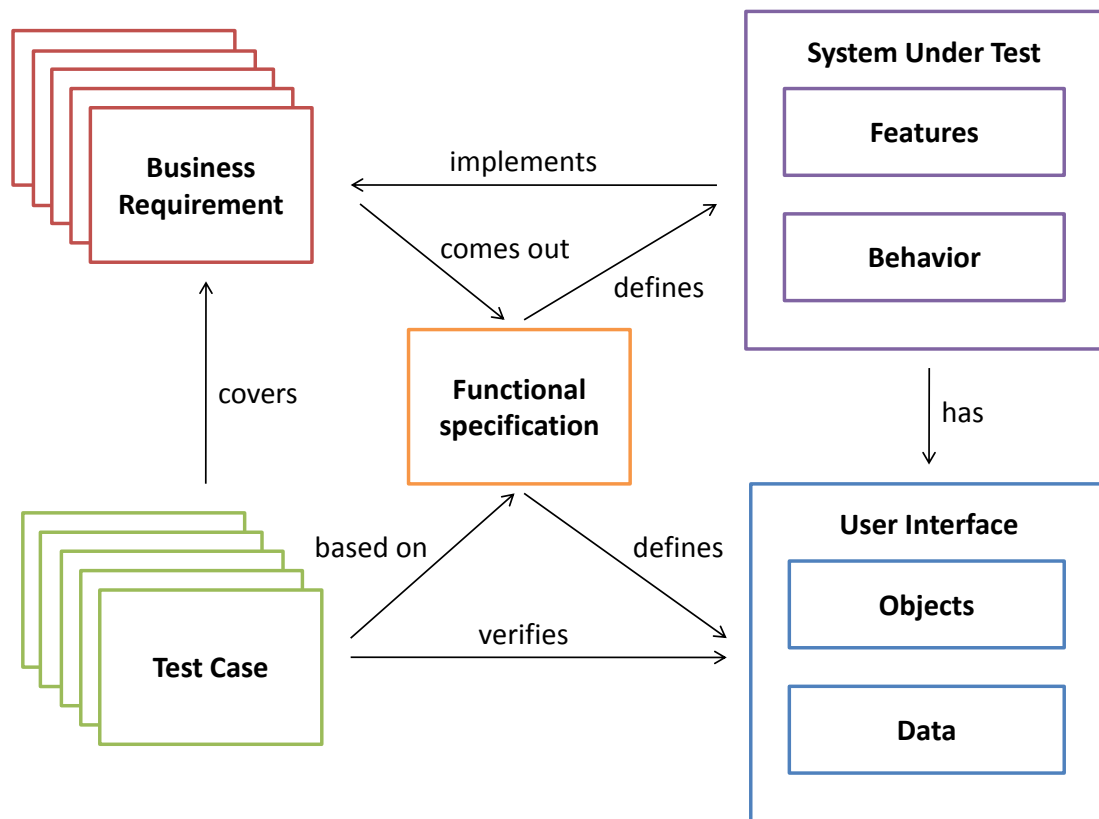 System Under Test
Features
Business
Requirement
implements
Behavior
comes out
defines
Functional
specification
covers
has
User Interface
based on
defines
Objects
verifies
Test Case
Data